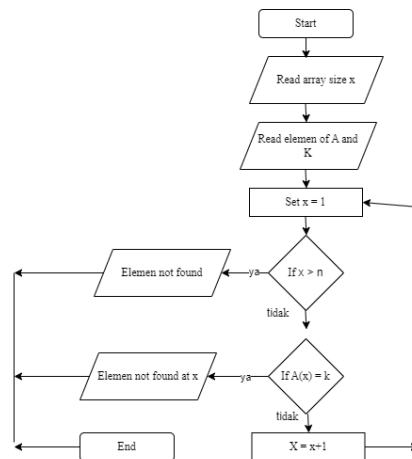 Start
Read array size x
Read elemen of A and
K
Set x = 1
If x > n
ya
Elemen not found
tidak
If A(x) = k
ya
Elemen not found at x
tidak
X = x+1
End